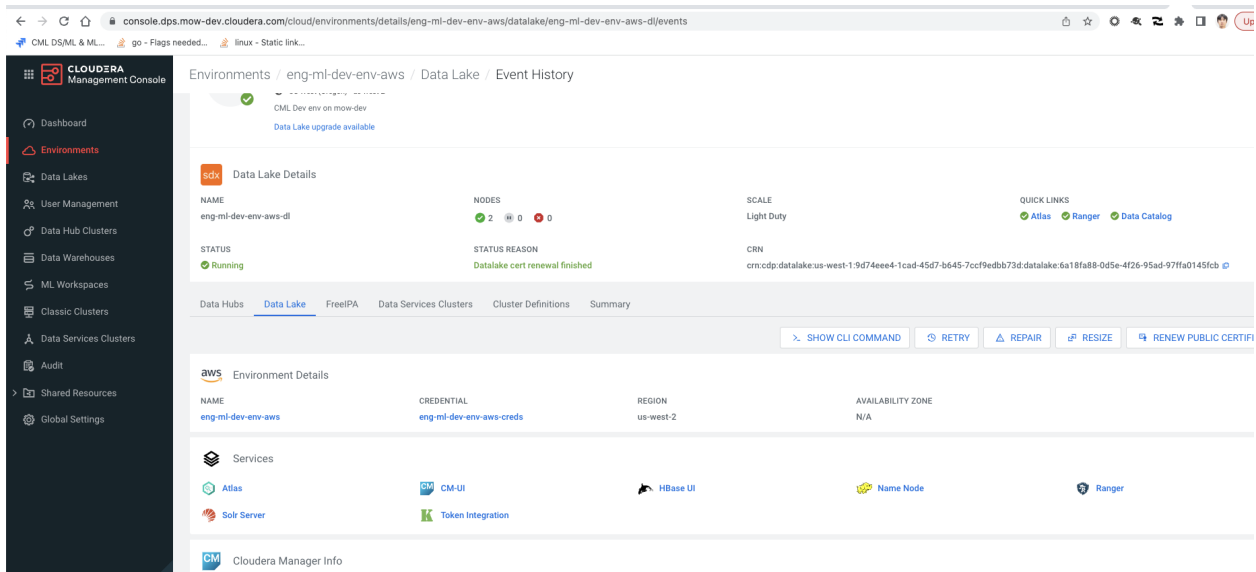 console.dps.mow-dev.cloudera.com/cloud/environments/details/eng-ml-dev-env-aws/datalake/eng-ml-dev-env-aws-dl/events
CML DS/ML & ML... go - Flags needed... linux - Static link...
CLOUDERA
Management Console
Environments / eng-ml-dev-env-aws / Data Lake / Event History
CML Dev env on mow-dev
Data Lake upgrade available
Dashboard
Environments
Data Lakes
User Management
Data Hub Clusters
Data Warehouses
ML Workspaces
Classic Clusters
Data Services Clusters
Audit
Shared Resources
Global Settings
sdx Data Lake Details
NAME NODES SCALE QUICK LINKS
eng-ml-dev-env-aws-dl 2 0 0 Light Duty Atlas Ranger Data Catalog
STATUS STATUS REASON CRN
Running Datalake cert renewal finished crn:cdp:datalake:us-west-1:9d74eee4-1cad-45d7-b645-7ccf9edbb73d:datalake:6a18fa88-0d5e-4f26-95ad-97ffa0145fcb
Data Hubs Data Lake FreeIPA Data Services Clusters Cluster Definitions Summary
SHOW CLI COMMAND RETRY REPAIR RESIZE RENEW PUBLIC CERTIFI
aws Environment Details
NAME CREDENTIAL REGION AVAILABILITY ZONE
eng-ml-dev-env-aws eng-ml-dev-env-aws-creds us-west-2 N/A
Services
Atlas CM CM-UI HBase UI Name Node Ranger
Solr Server Token Integration
CM Cloudera Manager Info